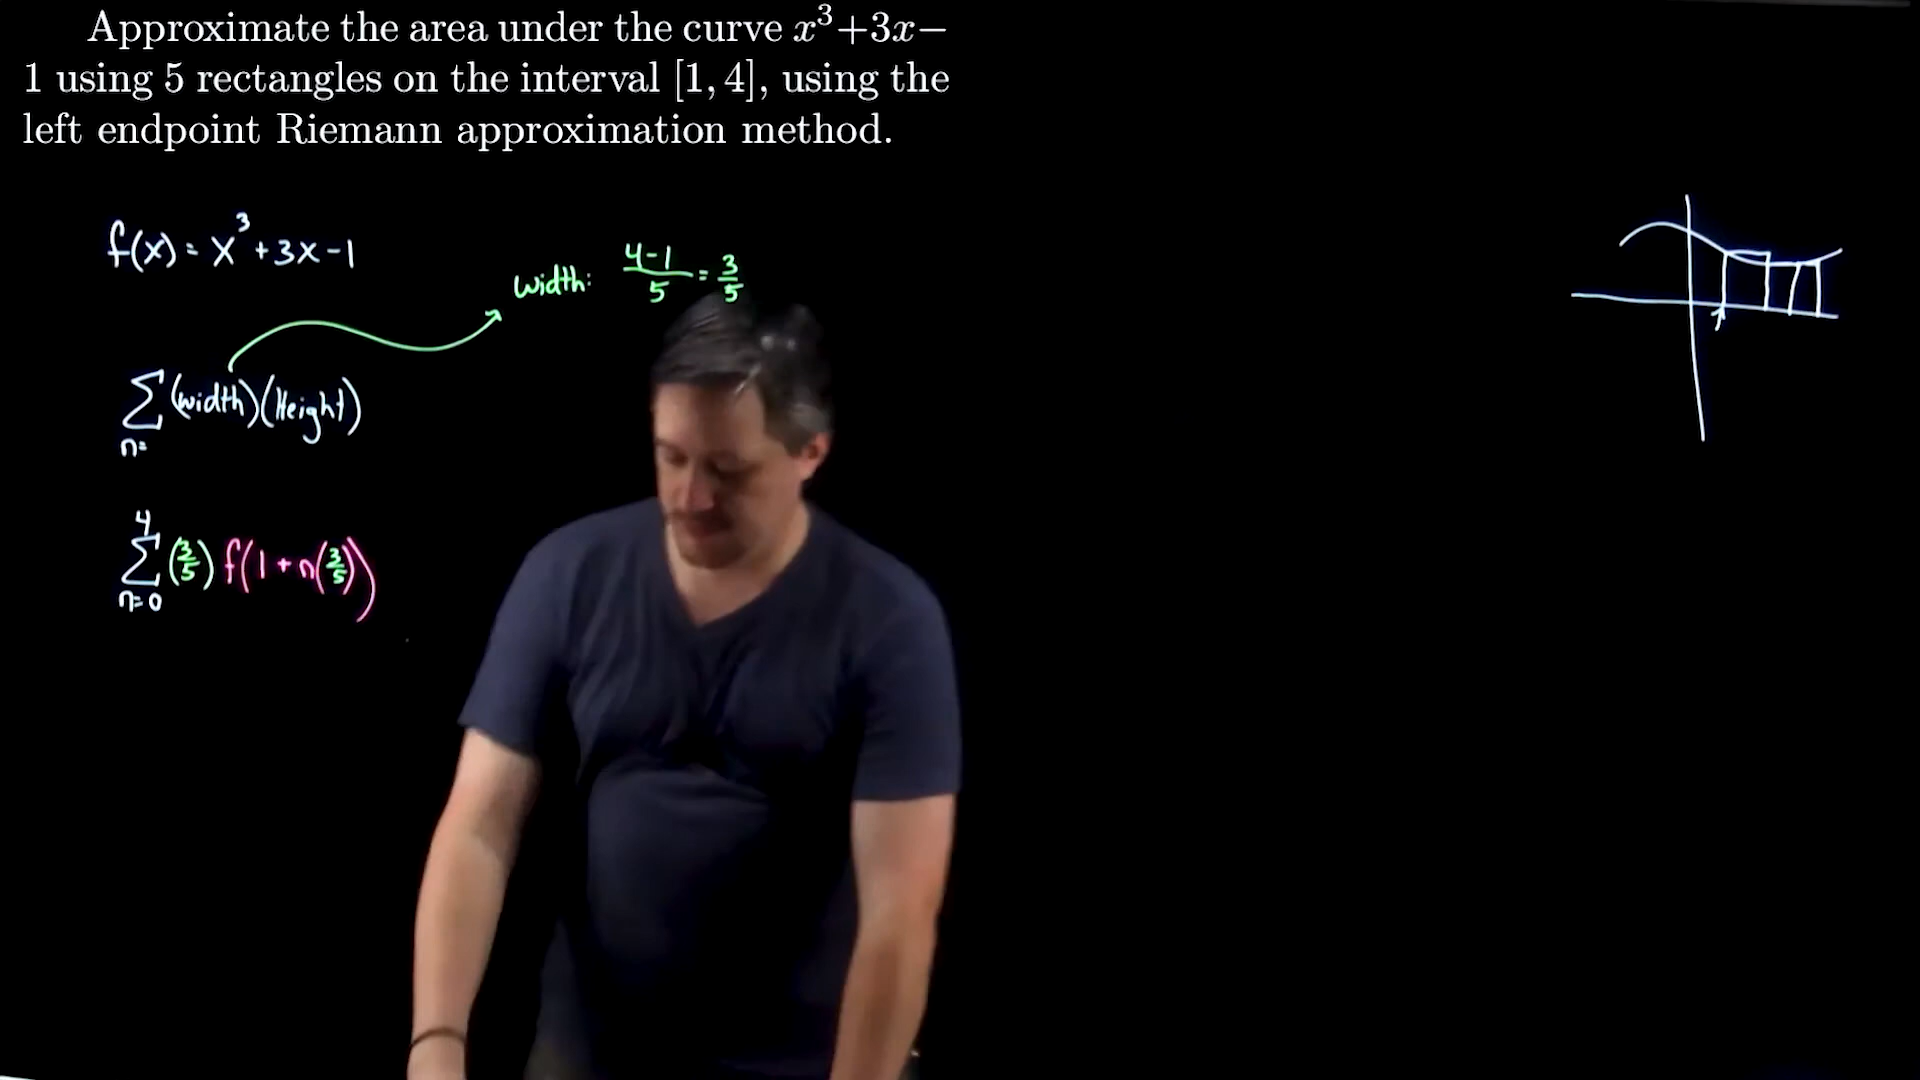 Approximate the area under the curve x³+3x−
1 using 5 rectangles on the interval [1, 4], using the
left endpoint Riemann approximation method.
f(x) = x³ + 3x - 1
width: (4-1)/5 = 3/5
∑ n= (width)(Height)
4 ∑ n=0 (3/5) f(1 + n(3/5))